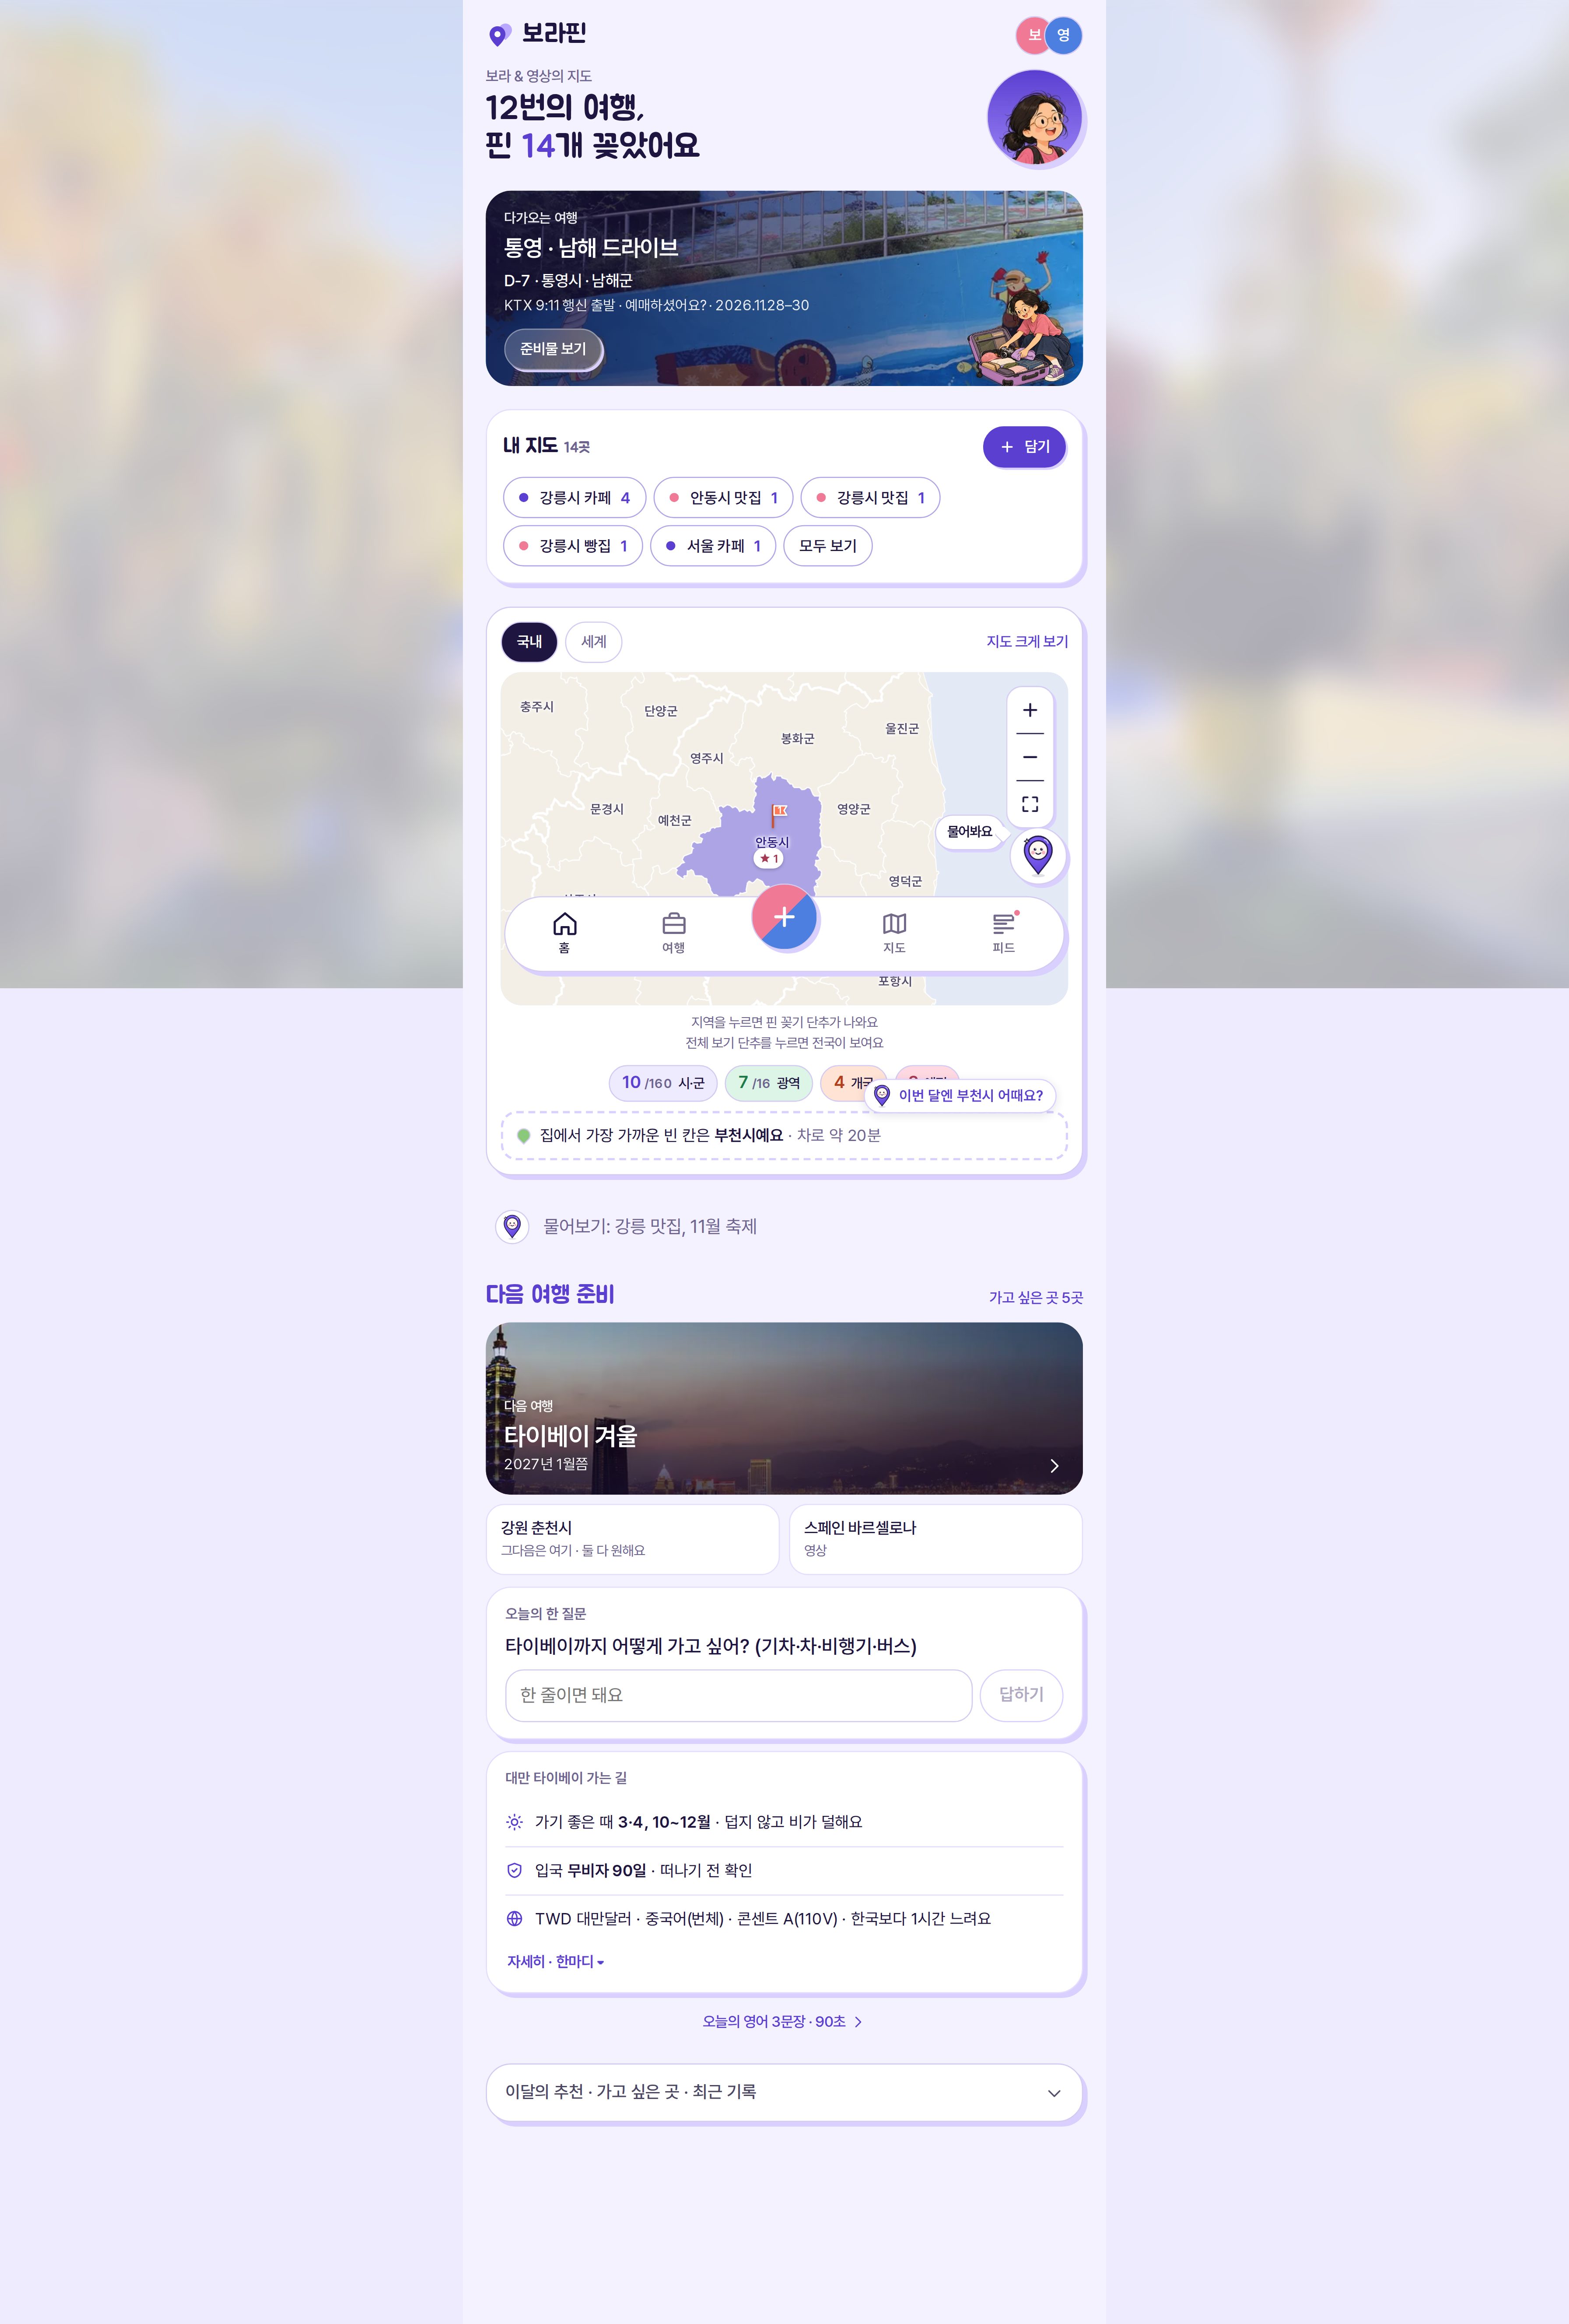 보라핀
보 영
보라 & 영상의 지도
12번의 여행,
핀 14개 꽂았어요
다가오는 여행
통영 · 남해 드라이브
D-7 · 통영시 · 남해군
KTX 9:11 행신 출발 · 예매하셨어요? · 2026.11.28–30
준비물 보기
내 지도 14곳
+ 담기
강릉시 카페 4
안동시 맛집 1
강릉시 맛집 1
강릉시 빵집 1
서울 카페 1
모두 보기
국내
세계
지도 크게 보기
충주시
단양군
울진군
봉화군
영주시
문경시
영양군
예천군
물어봐요
안동시
★ 1
영덕군
홈
여행
지도
피드
포항시
지역을 누르면 핀 꽂기 단추가 나와요
전체 보기 단추를 누르면 전국이 보여요
10 /160 시·군
7 /16 광역
4 개국
이번 달엔 부천시 어때요?
집에서 가장 가까운 빈 칸은 부천시예요 · 차로 약 20분
물어보기: 강릉 맛집, 11월 축제
다음 여행 준비
가고 싶은 곳 5곳
다음 여행
타이베이 겨울
2027년 1월쯤
강원 춘천시
그다음은 여기 · 둘 다 원해요
스페인 바르셀로나
영상
오늘의 한 질문
타이베이까지 어떻게 가고 싶어? (기차·차·비행기·버스)
한 줄이면 돼요
답하기
대만 타이베이 가는 길
가기 좋은 때 3·4, 10~12월 · 덥지 않고 비가 덜해요
입국 무비자 90일 · 떠나기 전 확인
TWD 대만달러 · 중국어(번체) · 콘센트 A(110V) · 한국보다 1시간 느려요
자세히 · 한마디
오늘의 영어 3문장 · 90초
이달의 추천 · 가고 싶은 곳 · 최근 기록